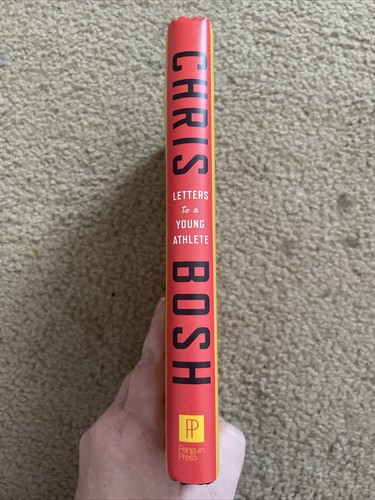 CHRIS
LETTERS
to a
YOUNG
ATHLETE
BOSH
PP
Penguin
Press